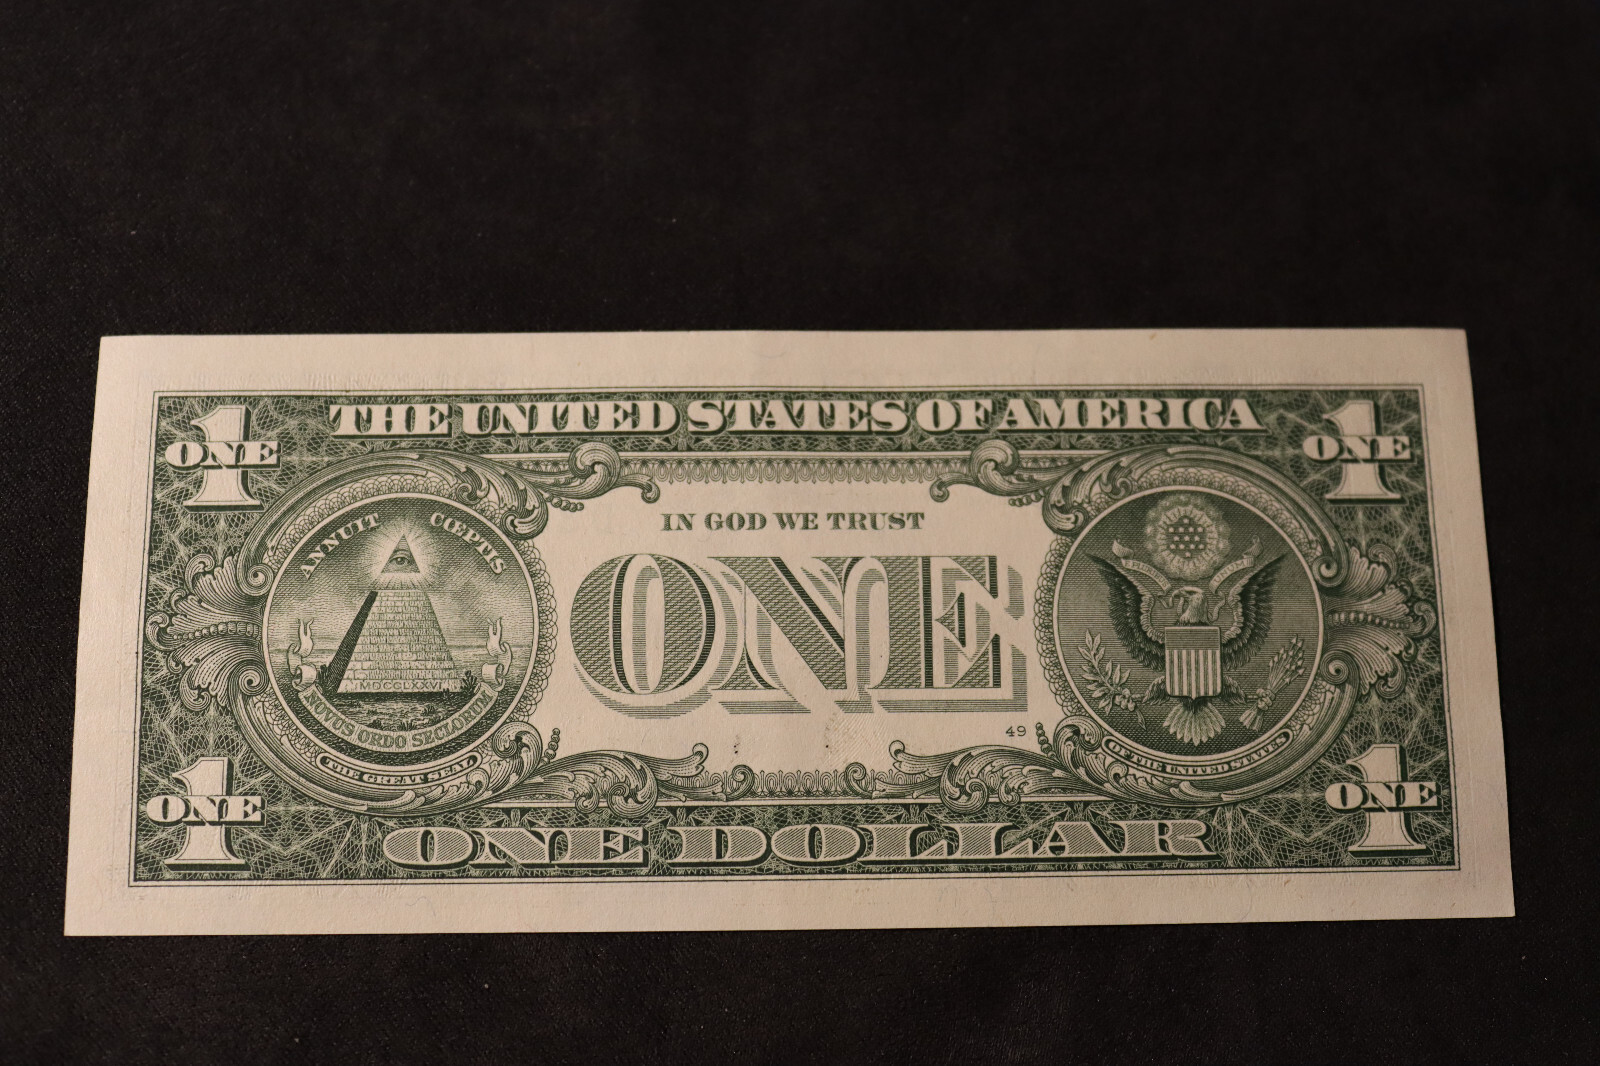 THE UNITED STATES OF AMERICA
1
ONE
1
ONE
ANNUIT CŒPTIS
MDCCLXXVI
NOVUS ORDO SECLORUM
THE GREAT SEAL
IN GOD WE TRUST
ONE
49
OF THE UNITED STATES
1
ONE
1
ONE
ONE DOLLAR